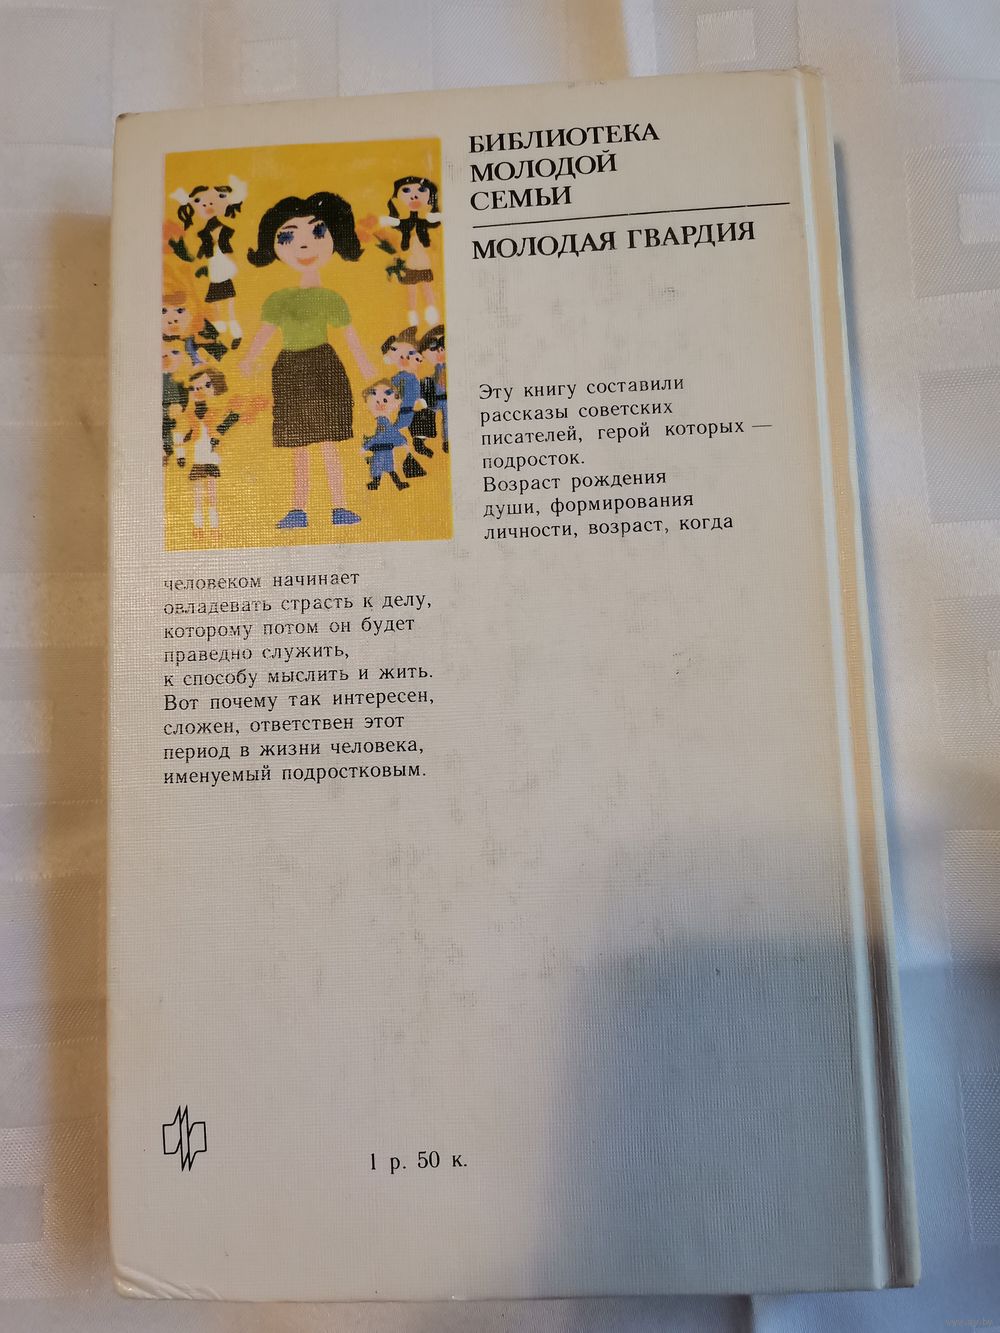 БИБЛИОТЕКА
МОЛОДОЙ
СЕМЬИ
МОЛОДАЯ ГВАРДИЯ
Эту книгу составили
рассказы советских
писателей, герой которых —
подросток.
Возраст рождения
души, формирования
личности, возраст, когда
человеком начинает
овладевать страсть к делу,
которому потом он будет
праведно служить,
к способу мыслить и жить.
Вот почему так интересен,
сложен, ответствен этот
период в жизни человека,
именуемый подростковым.
1 р. 50 к.